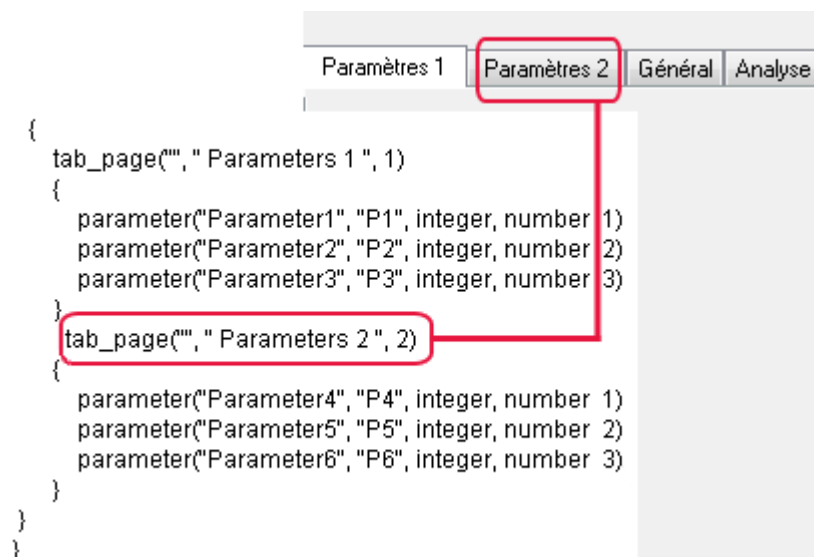 Paramètres 1 Paramètres 2 Général Analyse
{
tab_page("", " Parameters 1 ", 1)
{
parameter("Parameter1", "P1", integer, number 1)
parameter("Parameter2", "P2", integer, number 2)
parameter("Parameter3", "P3", integer, number 3)
}
tab_page("", " Parameters 2 ", 2)
{
parameter("Parameter4", "P4", integer, number 1)
parameter("Parameter5", "P5", integer, number 2)
parameter("Parameter6", "P6", integer, number 3)
}
}
}